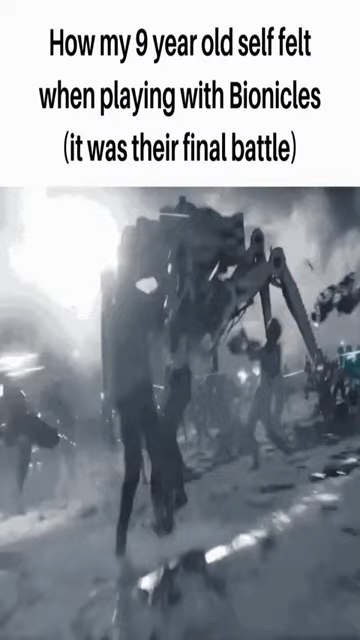 How my 9 year old self felt
when playing with Bionicles
(it was their final battle)